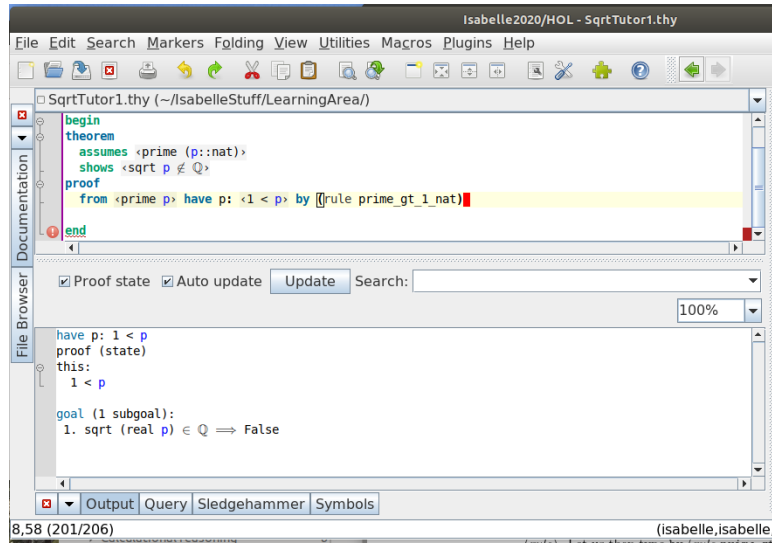 Isabelle2020/HOL - SqrtTutor1.thy
File Edit Search Markers Folding View Utilities Macros Plugins Help
SqrtTutor1.thy (~/IsabelleStuff/LearningArea/)
begin
theorem
assumes ‹prime (p::nat)›
shows ‹sqrt p ∉ ℚ›
proof
from ‹prime p› have p: ‹1 < p› by (rule prime_gt_1_nat)
end
Documentation
File Browser
Proof state Auto update Update Search:
100%
have p: 1 < p
proof (state)
this:
1 < p
goal (1 subgoal):
1. sqrt (real p) ∈ ℚ ⟹ False
Output Query Sledgehammer Symbols
8,58 (201/206) (isabelle,isabelle